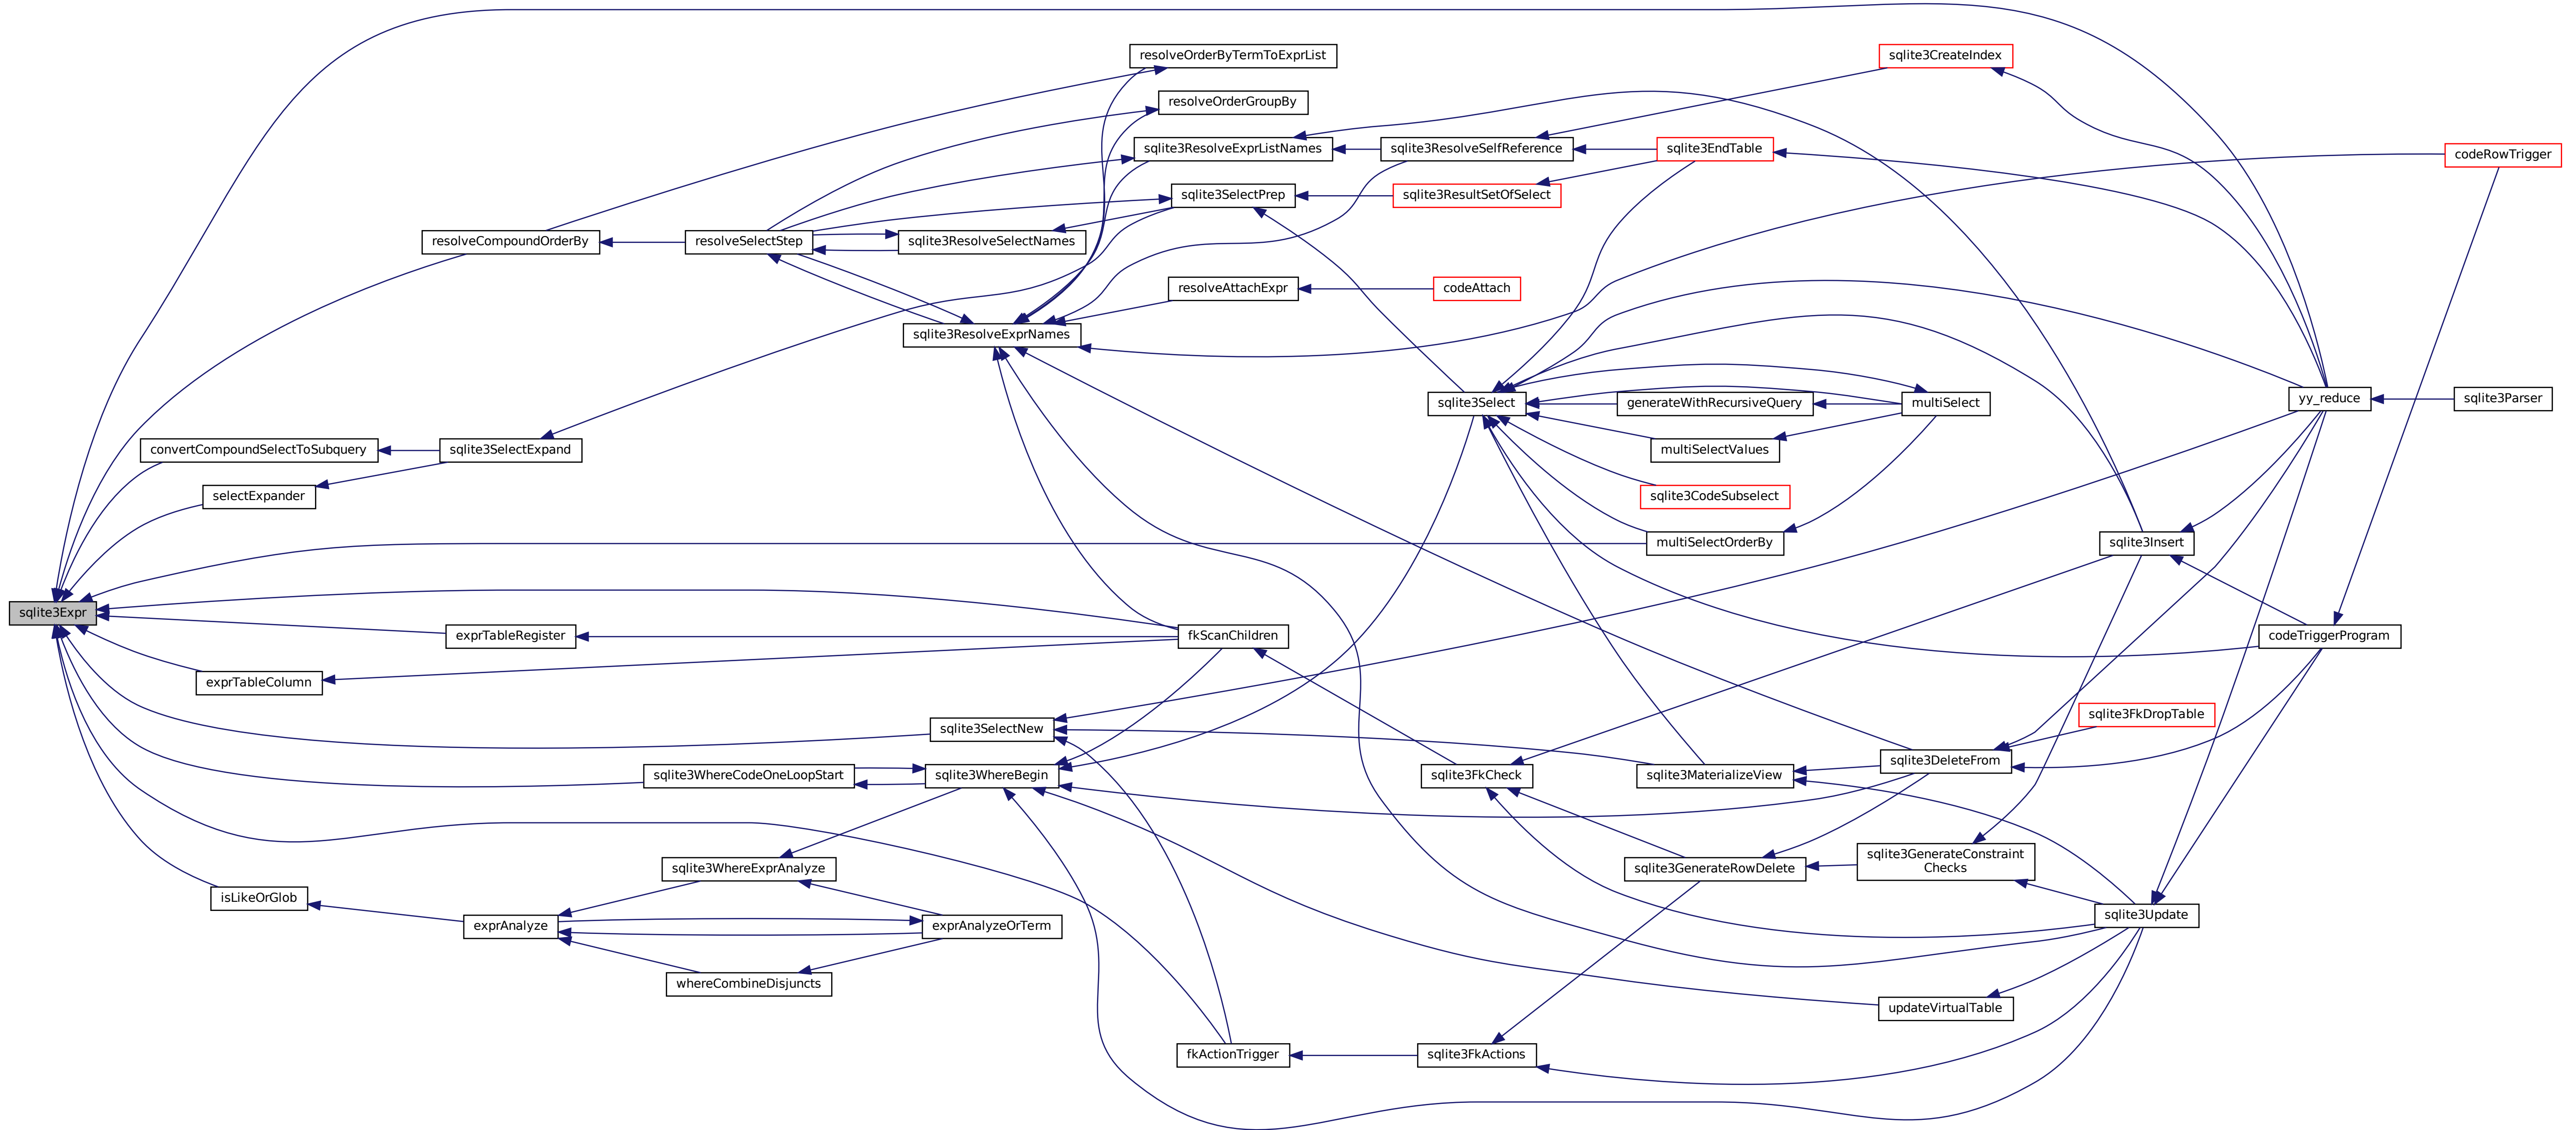 resolveOrderByTermToExprList
sqlite3CreateIndex
resolveOrderGroupBy
sqlite3ResolveExprListNames
sqlite3ResolveSelfReference
sqlite3EndTable
codeRowTrigger
sqlite3SelectPrep
sqlite3ResultSetOfSelect
resolveCompoundOrderBy
resolveSelectStep
sqlite3ResolveSelectNames
resolveAttachExpr
codeAttach
sqlite3ResolveExprNames
sqlite3Select
generateWithRecursiveQuery
multiSelect
yy_reduce
sqlite3Parser
convertCompoundSelectToSubquery
sqlite3SelectExpand
multiSelectValues
selectExpander
sqlite3CodeSubselect
multiSelectOrderBy
sqlite3Insert
sqlite3Expr
exprTableRegister
fkScanChildren
codeTriggerProgram
exprTableColumn
sqlite3SelectNew
sqlite3FkDropTable
sqlite3WhereCodeOneLoopStart
sqlite3WhereBegin
sqlite3FkCheck
sqlite3MaterializeView
sqlite3DeleteFrom
sqlite3WhereExprAnalyze
sqlite3GenerateRowDelete
sqlite3GenerateConstraint
Checks
isLikeOrGlob
exprAnalyze
exprAnalyzeOrTerm
sqlite3Update
whereCombineDisjuncts
updateVirtualTable
fkActionTrigger
sqlite3FkActions